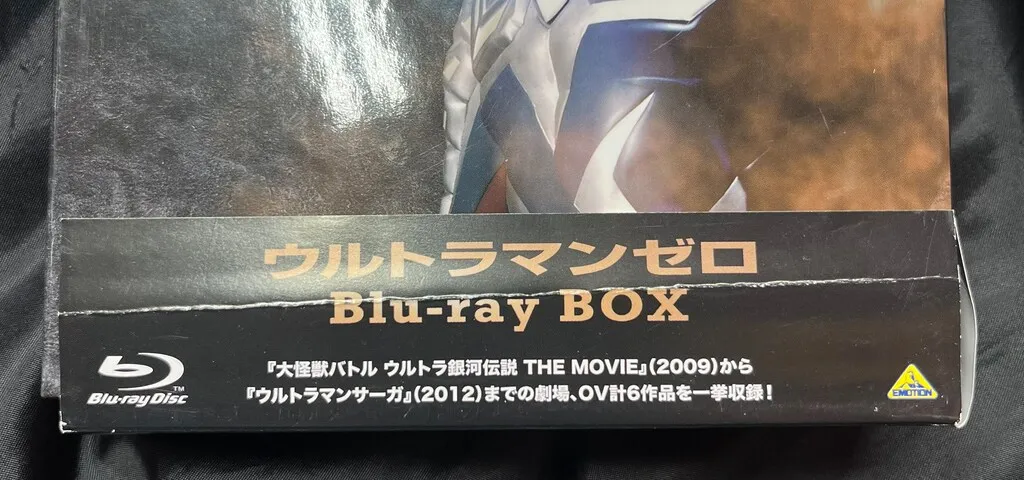 ウルトラマンゼロ
Blu-ray BOX
『大怪獣バトル ウルトラ銀河伝説 THE MOVIE』(2009)から
『ウルトラマンサーガ』(2012)までの劇場、OV計6作品を一挙収録!
Blu-ray Disc
TM
EMOTION